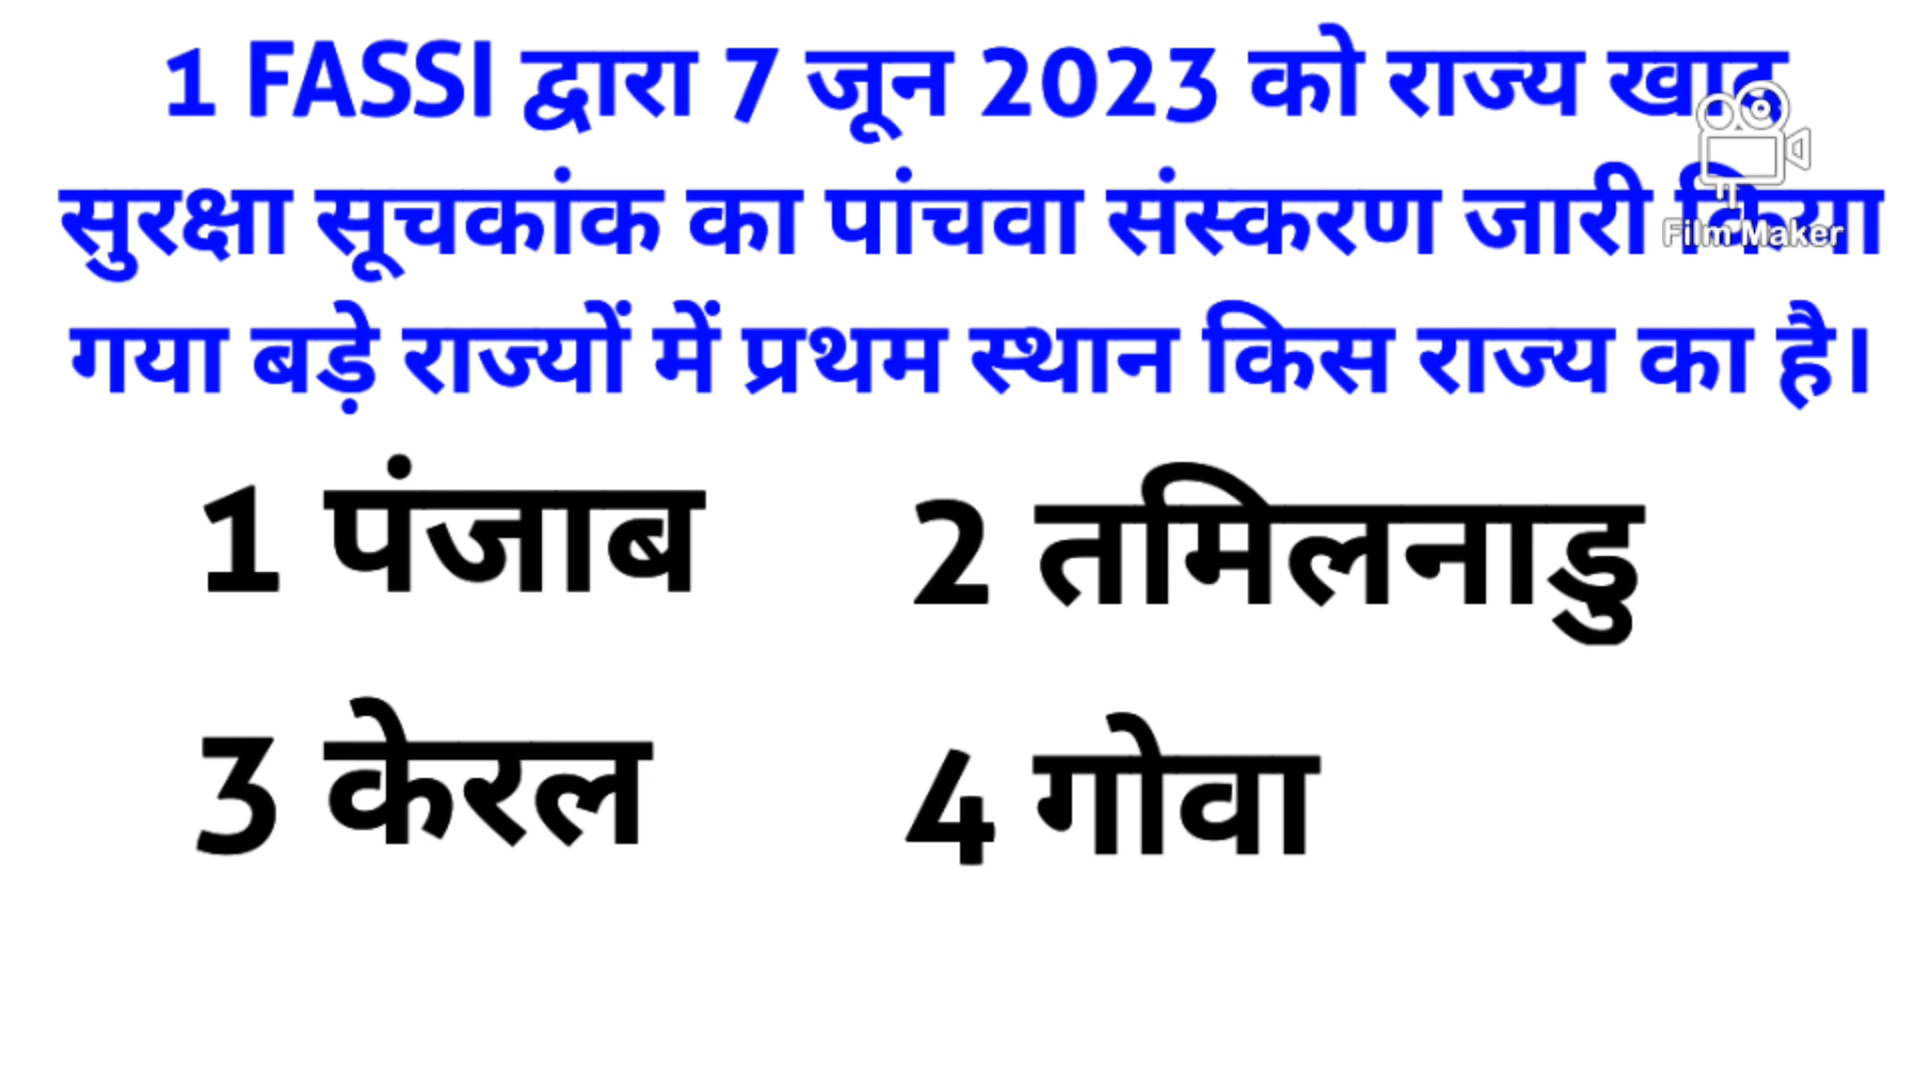 1 FASSI द्वारा 7 जून 2023 को राज्य खाद्
सुरक्षा सूचकांक का पांचवा संस्करण जारी किया
Film Maker
गया बड़े राज्यों में प्रथम स्थान किस राज्य का है।
1 पंजाब 2 तमिलनाडु
3 केरल 4 गोवा